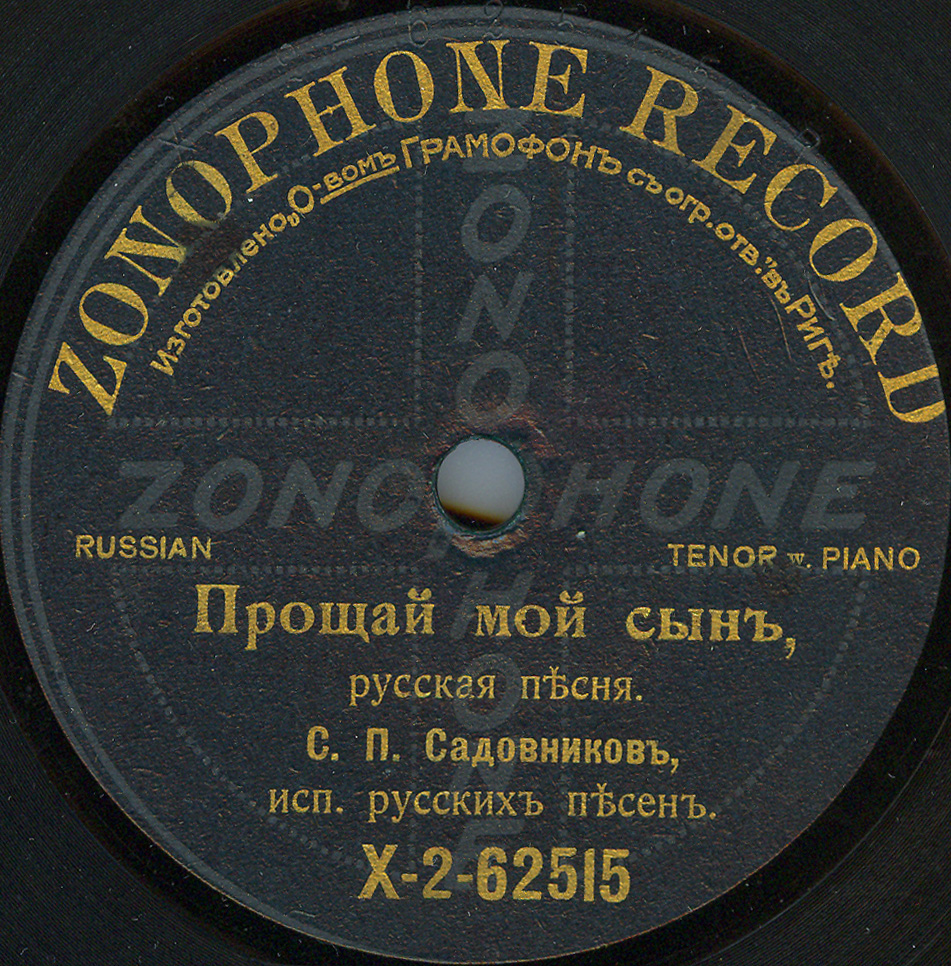 ZONOPHONE RECORD
Изготовлено „О-вомъ ГРАМОФОНЪ съ огр. отв.“ въ Ригѣ.
ZONOPHONE
ZONOPHONE
RUSSIAN
TENOR w. PIANO
Прощай мой сынъ,
русская пѣсня.
С. П. Садовниковъ,
исп. русскихъ пѣсенъ.
X-2-62515